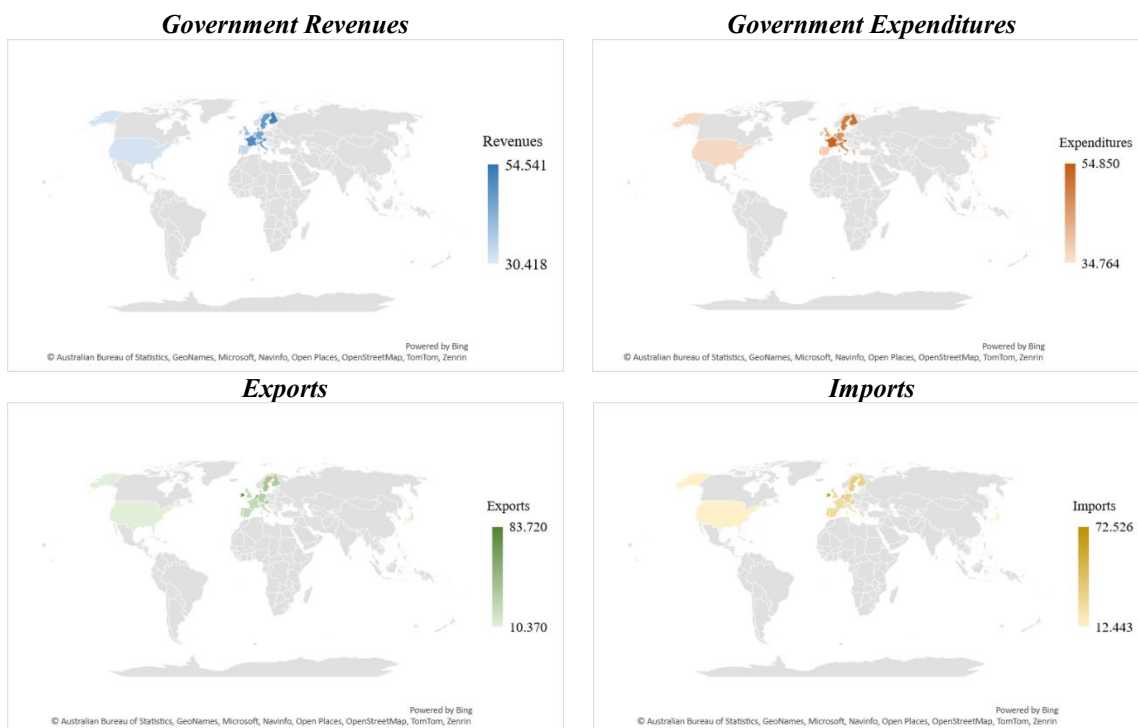 Government Revenues
Government Expenditures
Revenues
54.541
30.418
Powered by Bing
© Australian Bureau of Statistics, GeoNames, Microsoft, Navinfo, Open Places, OpenStreetMap, TomTom, Zenrin
Expenditures
54.850
34.764
Powered by Bing
© Australian Bureau of Statistics, GeoNames, Microsoft, Navinfo, Open Places, OpenStreetMap, TomTom, Zenrin
Exports
Imports
Exports
83.720
10.370
Powered by Bing
© Australian Bureau of Statistics, GeoNames, Microsoft, Navinfo, Open Places, OpenStreetMap, TomTom, Zenrin
Imports
72.526
12.443
Powered by Bing
© Australian Bureau of Statistics, GeoNames, Microsoft, Navinfo, Open Places, OpenStreetMap, TomTom, Zenrin